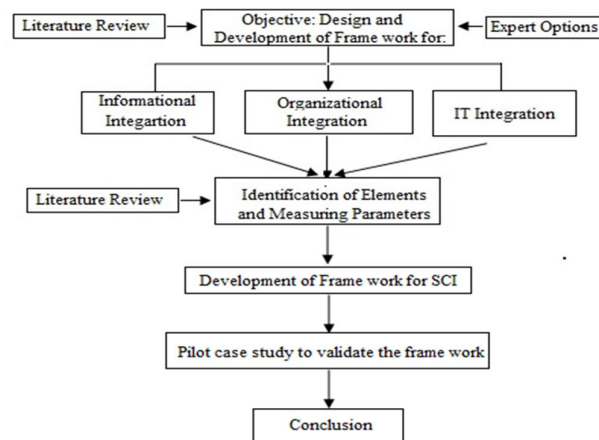 Literature Review
Objective: Design and
Development of Frame work for:
Expert Options
Informational
Integartion
Organizational
Integration
IT Integration
Literature Review
Identification of Elements
and Measuring Parameters
Development of Frame work for SCI
Pilot case study to validate the frame work
Conclusion